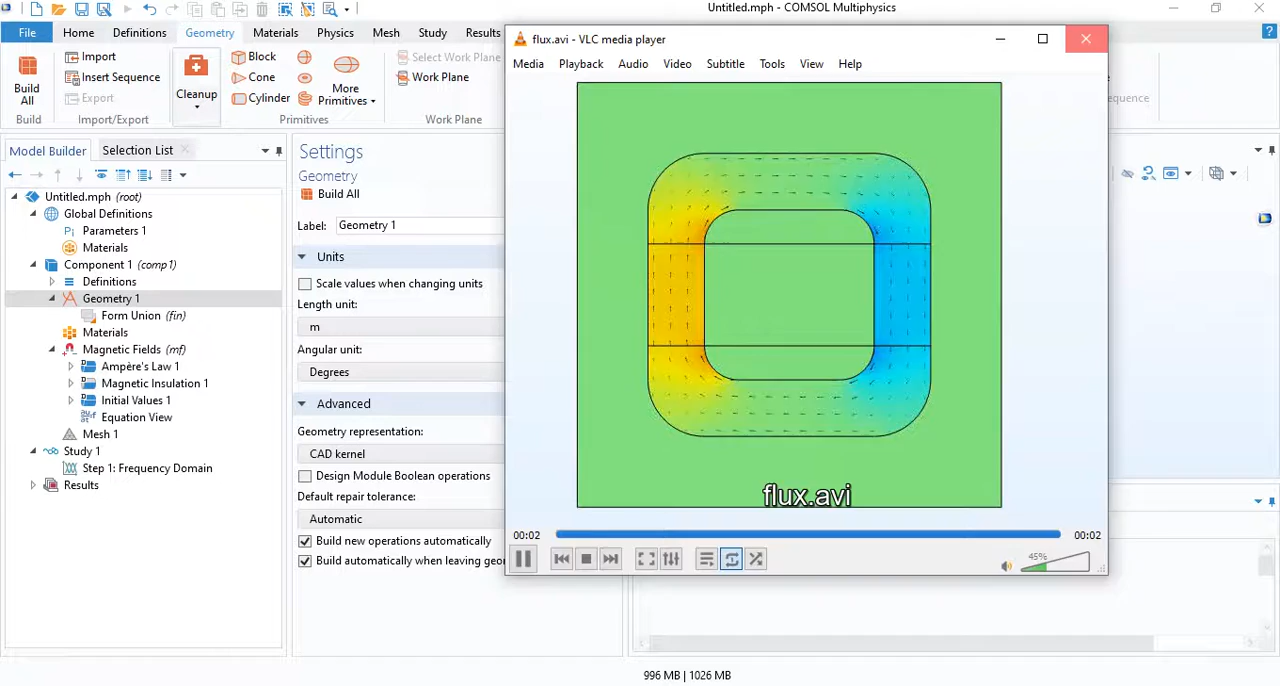 Untitled.mph - COMSOL Multiphysics
File Home Definitions Geometry Materials Physics Mesh Study Results
Build All
Build
Import
Insert Sequence
Export
Import/Export
Cleanup
Block
Cone
Cylinder
More Primitives
Primitives
Select Work Plane
Work Plane
Work Plane
equence
Model Builder
Selection List
Untitled.mph (root)
Global Definitions
Parameters 1
Materials
Component 1 (comp1)
Definitions
Geometry 1
Form Union (fin)
Materials
Magnetic Fields (mf)
Ampère's Law 1
Magnetic Insulation 1
Initial Values 1
Equation View
Mesh 1
Study 1
Step 1: Frequency Domain
Results
Settings
Geometry
Build All
Label: Geometry 1
Units
Scale values when changing units
Length unit:
m
Angular unit:
Degrees
Advanced
Geometry representation:
CAD kernel
Design Module Boolean operations
Default repair tolerance:
Automatic
Build new operations automatically
Build automatically when leaving geo
flux.avi - VLC media player
Media Playback Audio Video Subtitle Tools View Help
flux.avi
00:02
00:02
45%
996 MB | 1026 MB